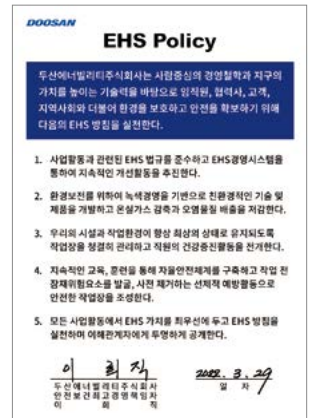 DOOSAN
EHS Policy
두산에너빌리티주식회사는 사람중심의 경영철학과 지구의
가치를 높이는 기술력을 바탕으로 임직원, 협력사, 고객,
지역사회와 더불어 환경을 보호하고 안전을 확보하기 위해
다음의 EHS 방침을 실천한다.
1. 사업활동과 관련된 EHS 법규를 준수하고 EHS경영시스템을
통하여 지속적인 개선활동을 추진한다.
2. 환경보전을 위하여 녹색경영을 기반으로 친환경적인 기술 및
제품을 개발하고 온실가스 감축과 오염물질 배출을 저감한다.
3. 우리의 시설과 작업환경이 항상 최상의 상태로 유지되도록
작업장을 청결히 관리하고 직원의 건강증진활동을 전개한다.
4. 지속적인 교육, 훈련을 통해 자율안전체계를 구축하고 작업 전
잠재위험요소를 발굴, 사전 제거하는 선제적 예방활동으로
안전한 작업장을 조성한다.
5. 모든 사업활동에서 EHS 가치를 최우선에 두고 EHS 방침을
실천하며 이해관계자에게 투명하게 공개한다.
이 희 직 2022. 3. 29
두산에너빌리티주식회사 일 자
안전보건최고경영책임자
이 희 직